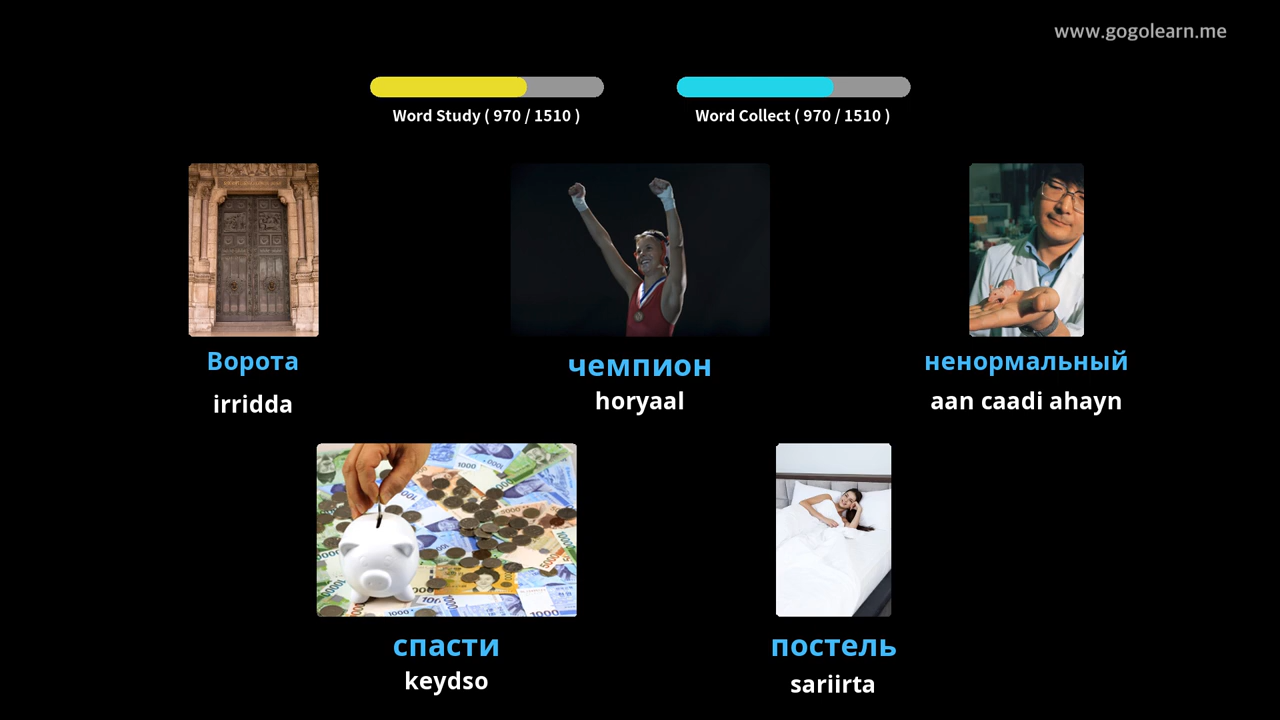 www.gogolearn.me
Word Study ( 970 / 1510 )
Word Collect ( 970 / 1510 )
Ворота
irridda
чемпион
horyaal
ненормальный
aan caadi ahayn
спасти
keydso
постель
sariirta